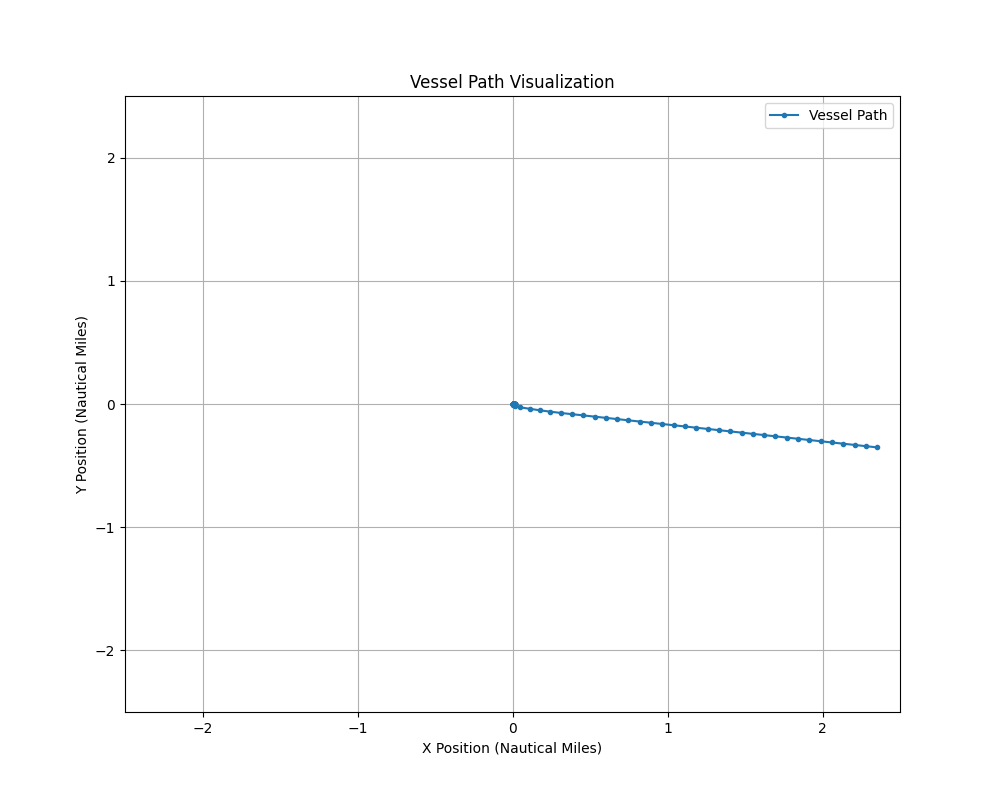 Vessel Path Visualization
Vessel Path
2
1
0
−1
−2
Y Position (Nautical Miles)
−2
−1
0
1
2
X Position (Nautical Miles)